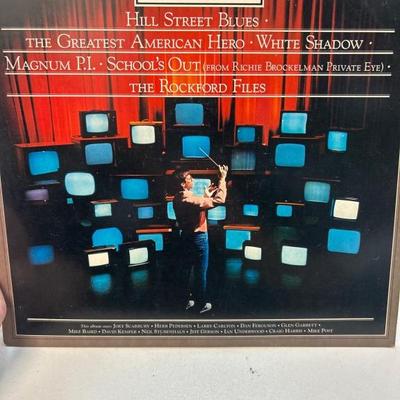 HILL STREET BLUES ·
THE GREATEST AMERICAN HERO · WHITE SHADOW ·
MAGNUM P.I. · SCHOOL'S OUT (FROM RICHIE BROCKELMAN PRIVATE EYE) ·
THE ROCKFORD FILES
This album stars: JOEY SCARBURY • HERB PEDERSEN • LARRY CARLTON • DAN FERGUSON • GLEN GARRETT •
MIKE BAIRD • DAVID KEMPER • NEIL STUBENHAUS • JEFF GERSON • IAN UNDERWOOD • CRAIG HARRIS • MIKE POST